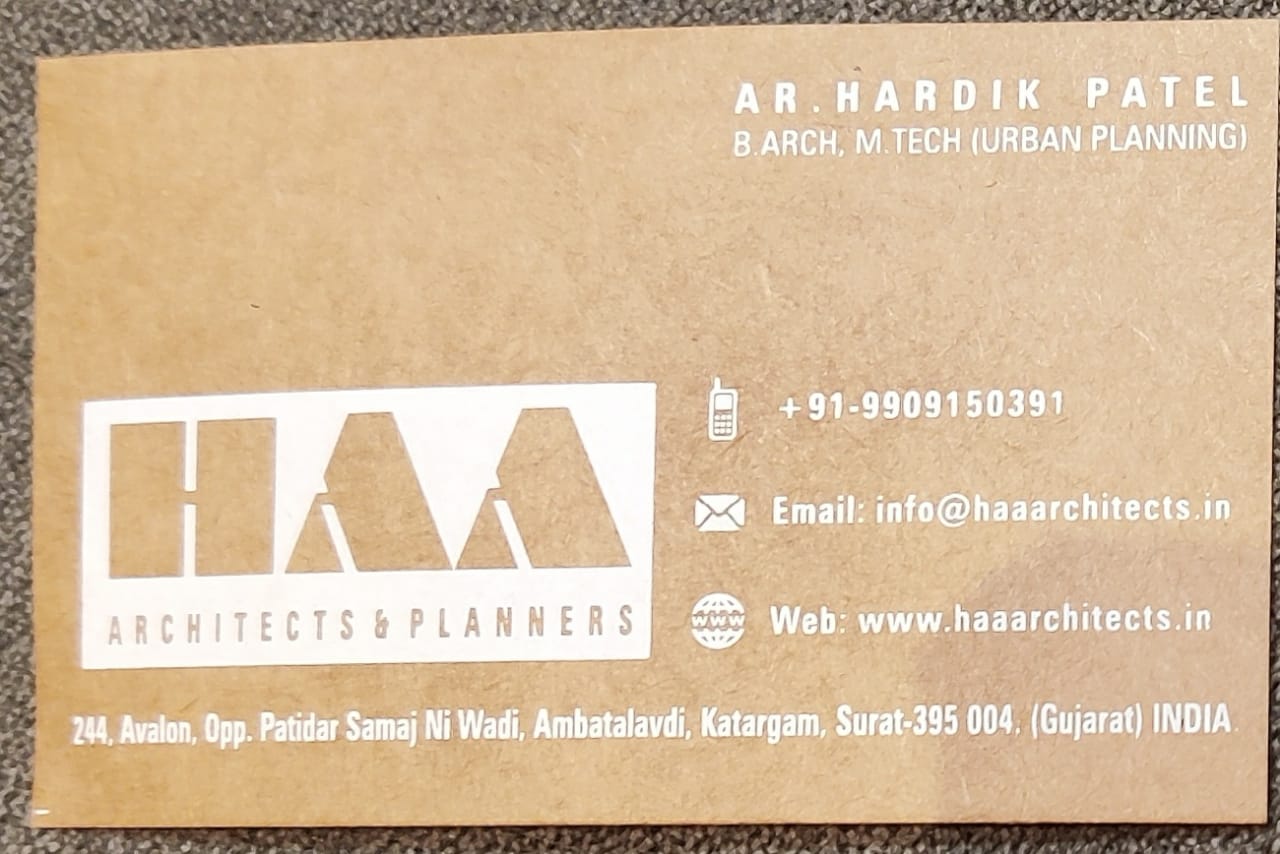 AR. HARDIK PATEL
B.ARCH, M.TECH (URBAN PLANNING)
HAA
ARCHITECTS & PLANNERS
+91-9909150391
Email: info@haaarchitects.in
www
Web: www.haaarchitects.in
244, Avalon, Opp. Patidar Samaj Ni Wadi, Ambatalavdi, Katargam, Surat-395 004. (Gujarat) INDIA.